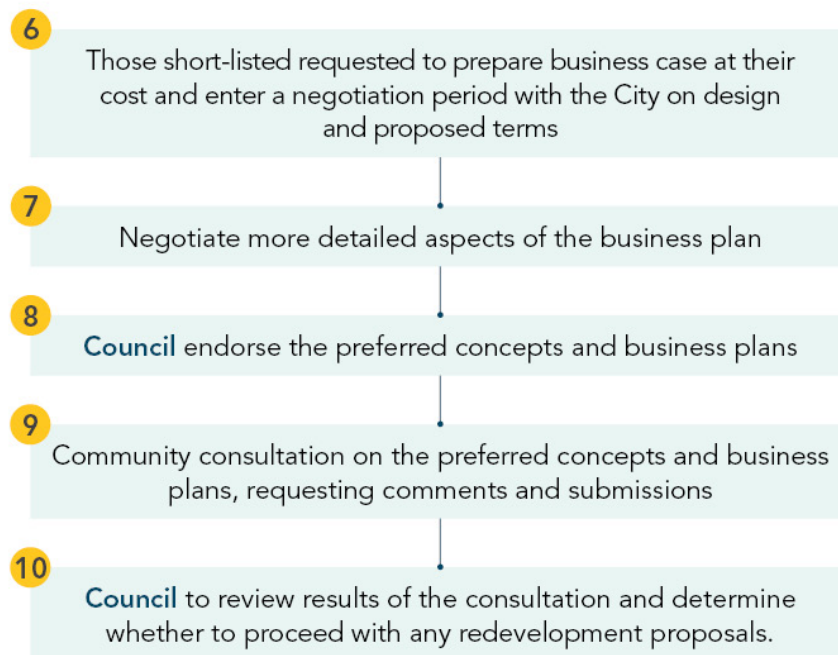 6
Those short-listed requested to prepare business case at their
cost and enter a negotiation period with the City on design
and proposed terms
7
Negotiate more detailed aspects of the business plan
8
Council endorse the preferred concepts and business plans
9
Community consultation on the preferred concepts and business
plans, requesting comments and submissions
10
Council to review results of the consultation and determine
whether to proceed with any redevelopment proposals.